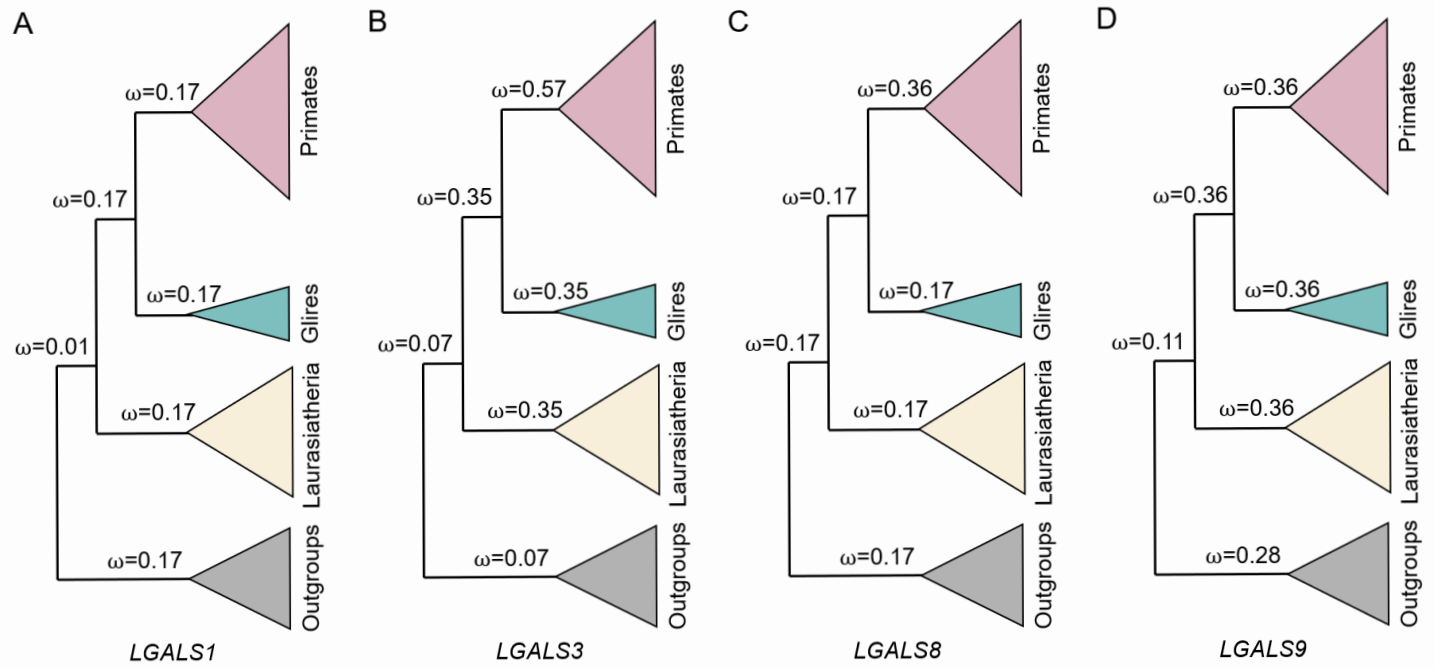 A
ω=0.17
Primates
ω=0.17
ω=0.17
Glires
ω=0.01
ω=0.17
Laurasiatheria
ω=0.17
Outgroups
LGALS1
B
ω=0.57
Primates
ω=0.35
ω=0.35
Glires
ω=0.07
ω=0.35
Laurasiatheria
ω=0.07
Outgroups
LGALS3
C
ω=0.36
Primates
ω=0.17
ω=0.17
Glires
ω=0.17
ω=0.17
Laurasiatheria
ω=0.17
Outgroups
LGALS8
D
ω=0.36
Primates
ω=0.36
ω=0.36
Glires
ω=0.11
ω=0.36
Laurasiatheria
ω=0.28
Outgroups
LGALS9